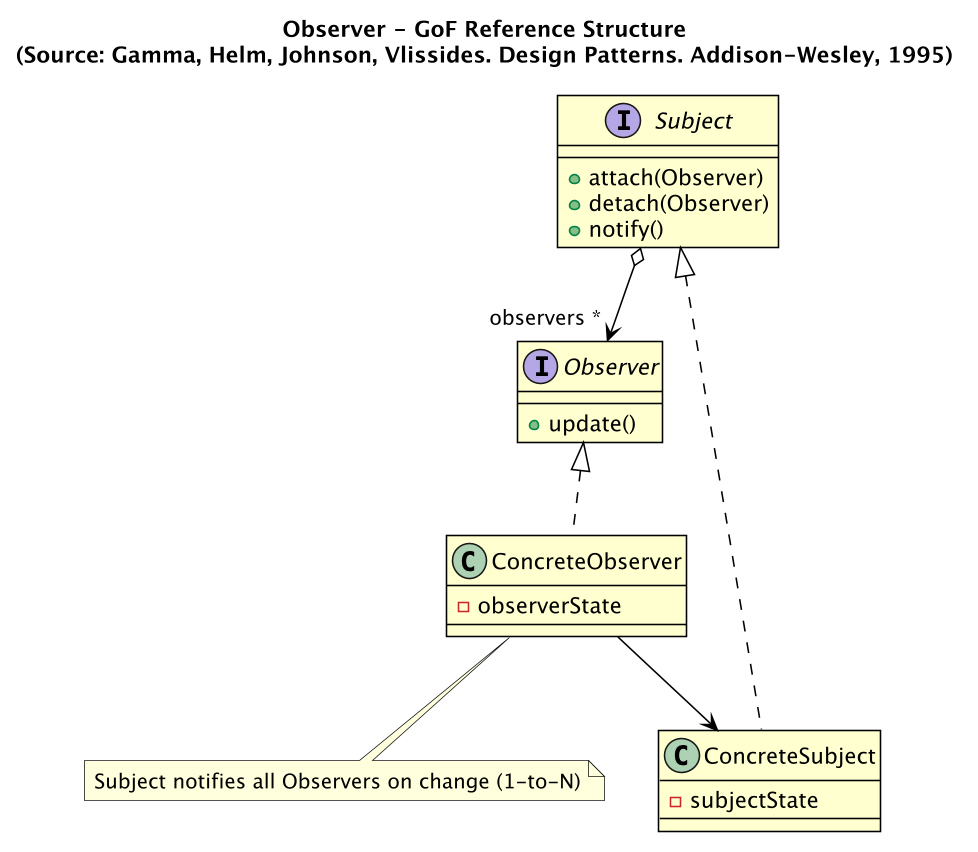 Observer – GoF Reference Structure
(Source: Gamma, Helm, Johnson, Vlissides. Design Patterns. Addison–Wesley, 1995)
I Subject
attach(Observer)
detach(Observer)
notify()
observers *
I Observer
update()
C ConcreteObserver
observerState
C ConcreteSubject
subjectState
Subject notifies all Observers on change (1–to–N)